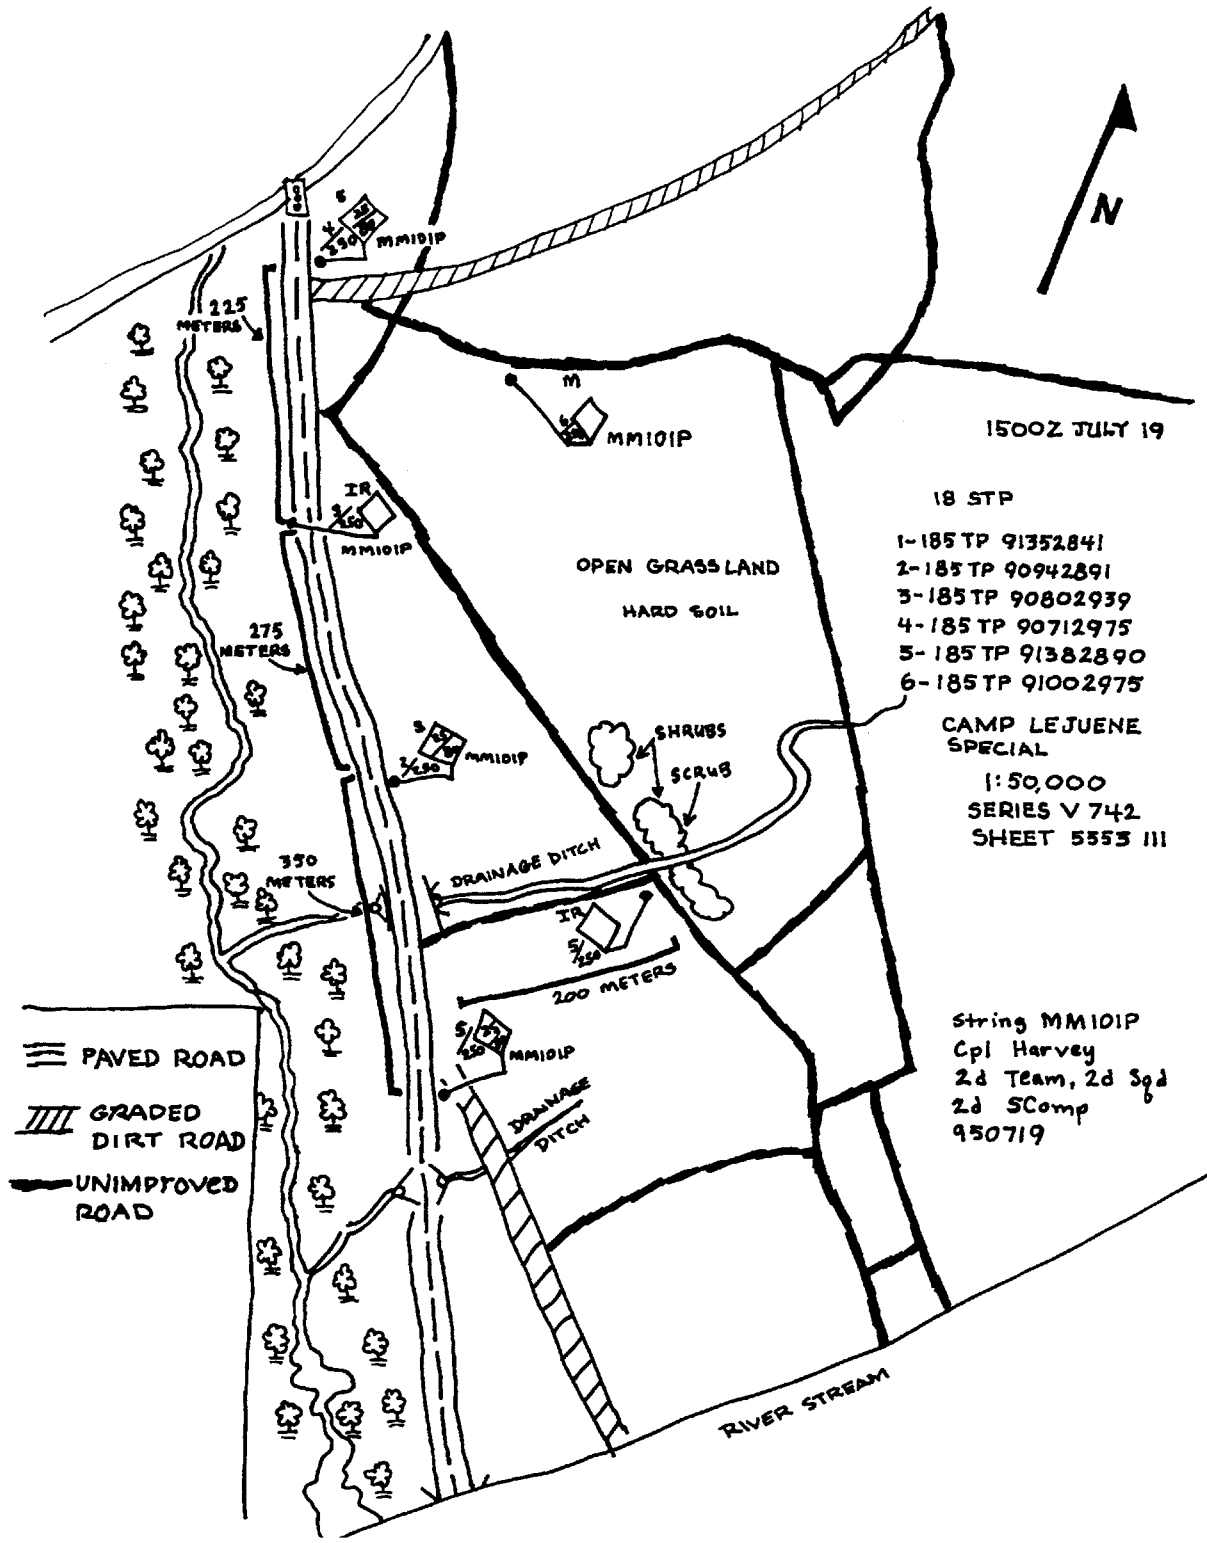 N
MM101P
225
METERS
M
MM101P
1500Z JULY 19
IR
3/250
MM101P
18 STP
1-185 TP 91352841
2-185 TP 90942891
3-185 TP 90802939
4-185 TP 90712975
5-185 TP 91382890
6-185 TP 91002975
CAMP LEJUENE
SPECIAL
1:50,000
SERIES V 742
SHEET 5553 III
OPEN GRASSLAND
HARD SOIL
275
METERS
SHRUBS
SCRUB
2/250
MM101P
DRAINAGE DITCH
350
METERS
IR
5/250
200 METERS
MM101P
DRAINAGE
DITCH
String MM101P
Cpl Harvey
2d Team, 2d Sqd
2d SComp
950719
PAVED ROAD
GRADED
DIRT ROAD
UNIMPROVED
ROAD
RIVER STREAM